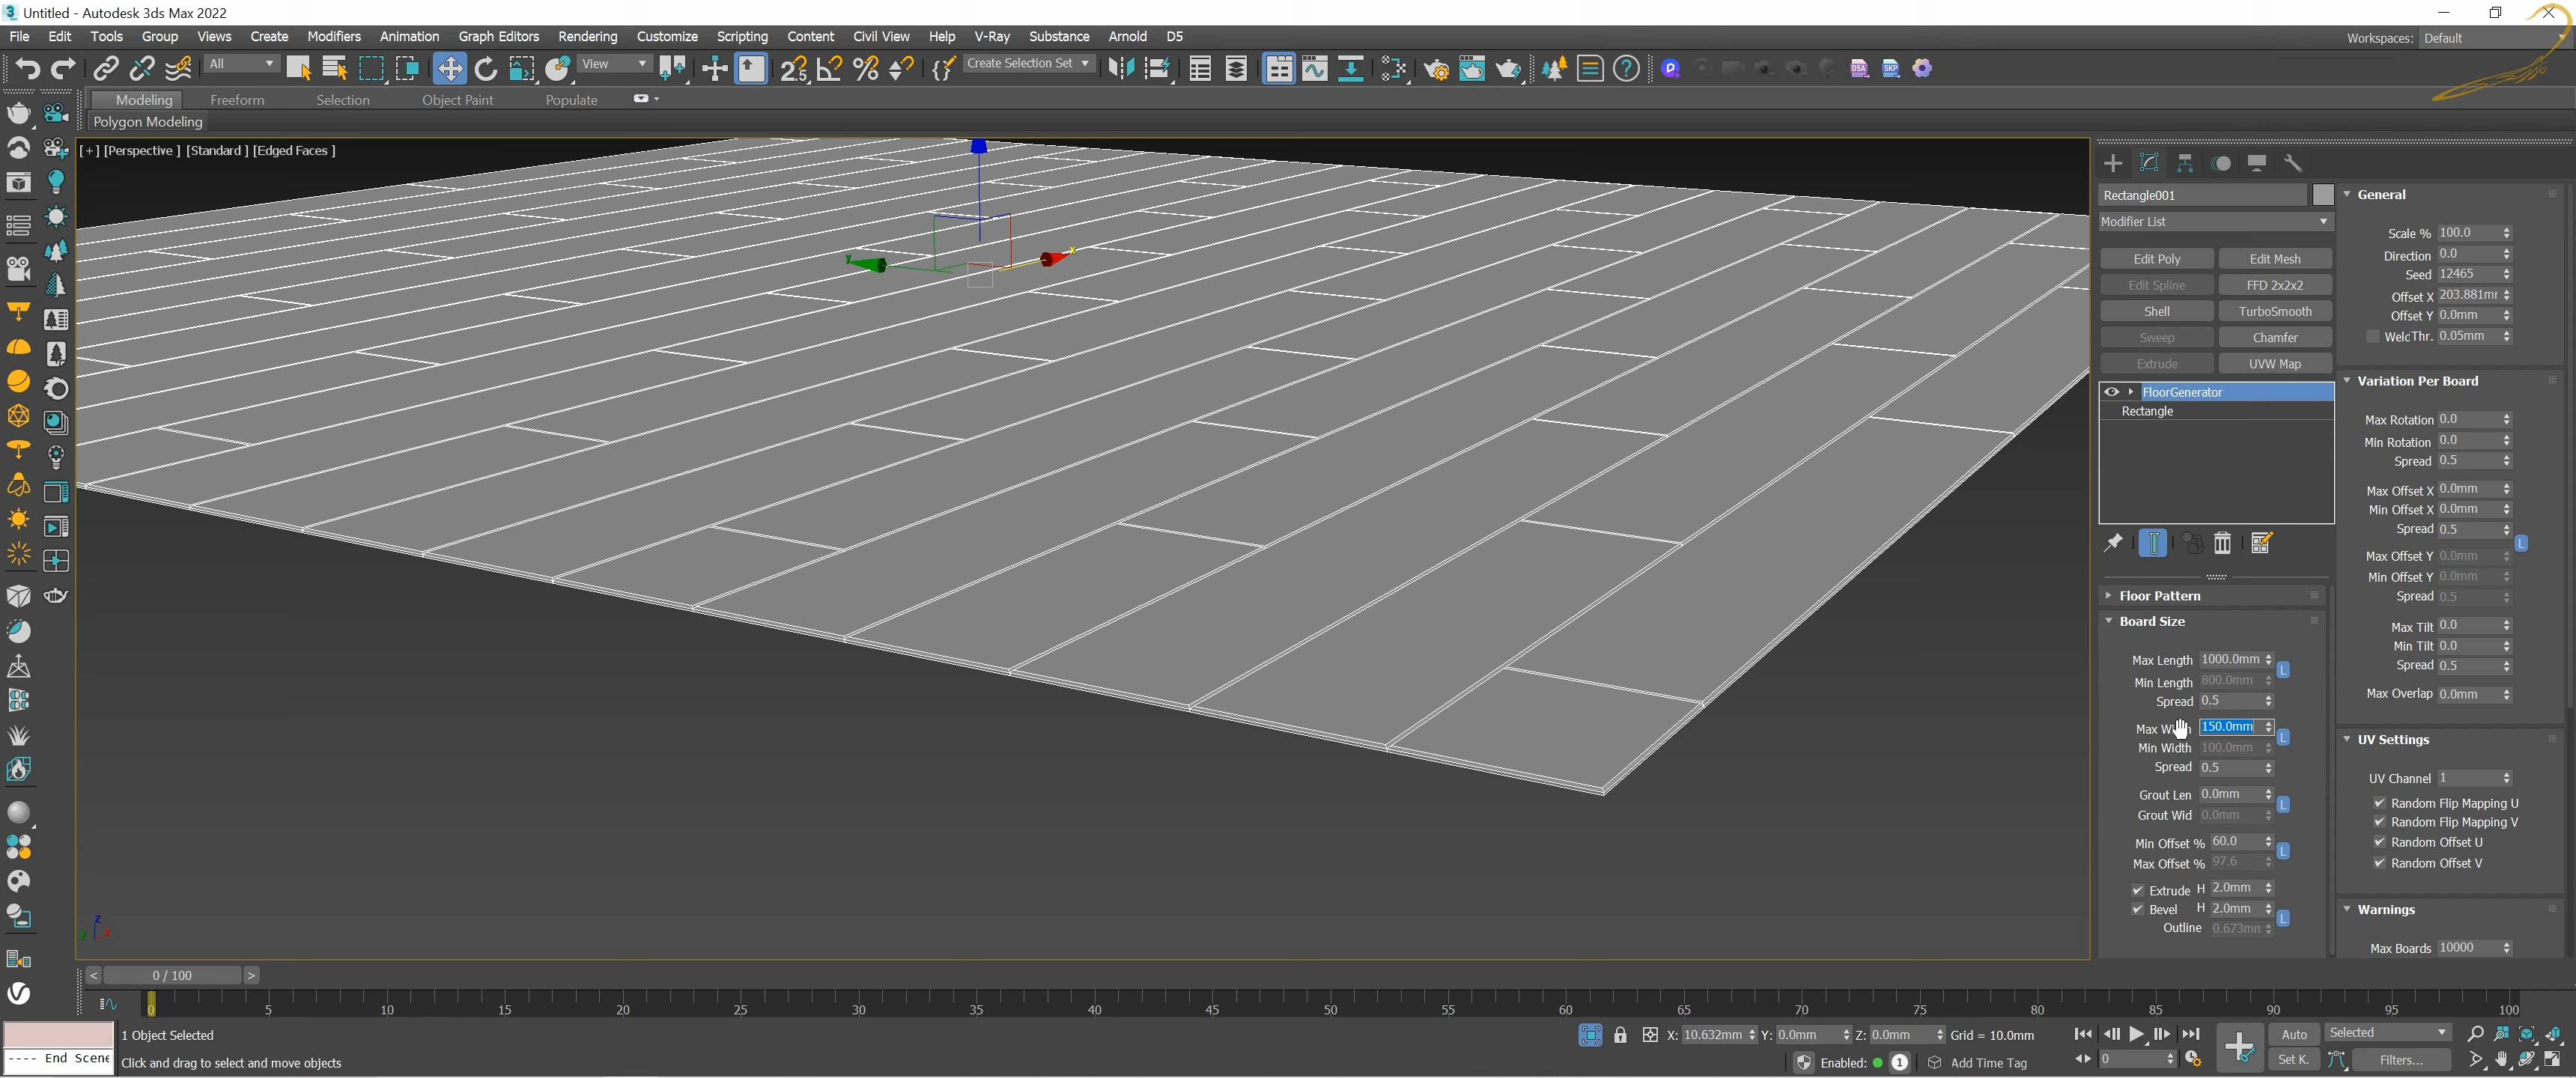 Untitled - Autodesk 3ds Max 2022
File Edit Tools Group Views Create Modifiers Animation Graph Editors Rendering Customize Scripting Content Civil View Help V-Ray Substance Arnold D5
Workspaces: Default
All View Create Selection Set
Modeling Freeform Selection Object Paint Populate
Polygon Modeling
[+] [Perspective ] [Standard ] [Edged Faces ]
Rectangle001
Modifier List
Edit Poly Edit Mesh
Edit Spline FFD 2x2x2
Shell TurboSmooth
Sweep Chamfer
Extrude UVW Map
FloorGenerator
Rectangle
Floor Pattern
Board Size
Max Length 1000.0mm
Min Length 800.0mm
Spread 0.5
150.0mm
Min Width 100.0mm
Spread 0.5
Grout Len 0.0mm
Grout Wid 0.0mm
Min Offset % 60.0
Max Offset % 97.6
Extrude H 2.0mm
Bevel H 2.0mm
Outline 0.673mr
General
Scale % 100.0
Direction 0.0
Seed 12465
Offset X 203.881mr
Offset Y 0.0mm
WelcThr. 0.05mm
Variation Per Board
Max Rotation 0.0
Min Rotation 0.0
Spread 0.5
Max Offset X 0.0mm
Min Offset X 0.0mm
Spread 0.5
Max Offset Y 0.0mm
Min Offset Y 0.0mm
Spread 0.5
Max Tilt 0.0
Min Tilt 0.0
Spread 0.5
Max Overlap 0.0mm
UV Settings
UV Channel 1
Random Flip Mapping U
Random Flip Mapping V
Random Offset U
Random Offset V
Warnings
Max Boards 10000
0 / 100
0 5 10 15 20 25 30 35 40 45 50 55 60 65 70 75 80 85 90 95 100
1 Object Selected
X: 10.632mm Y: 0.0mm Z: 0.0mm Grid = 10.0mm
Auto Selected
---- End Scene
Click and drag to select and move objects
Enabled: 1 Add Time Tag
0 Set K. Filters...